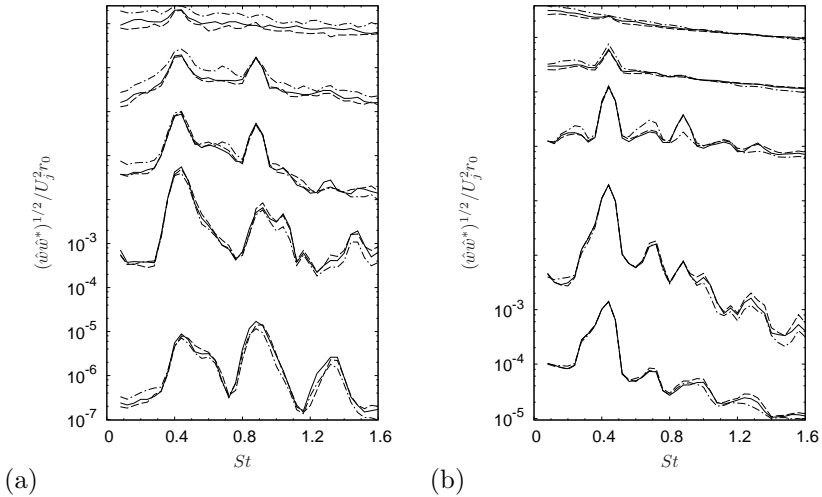 (ŵŵ*)^{1/2}/U_j^2 r_0
10^{-3}
10^{-4}
10^{-5}
10^{-6}
10^{-7}
0 0.4 0.8 1.2 1.6
St
(a)
(ŵŵ*)^{1/2}/U_j^2 r_0
10^{-3}
10^{-4}
10^{-5}
0 0.4 0.8 1.2 1.6
St
(b)